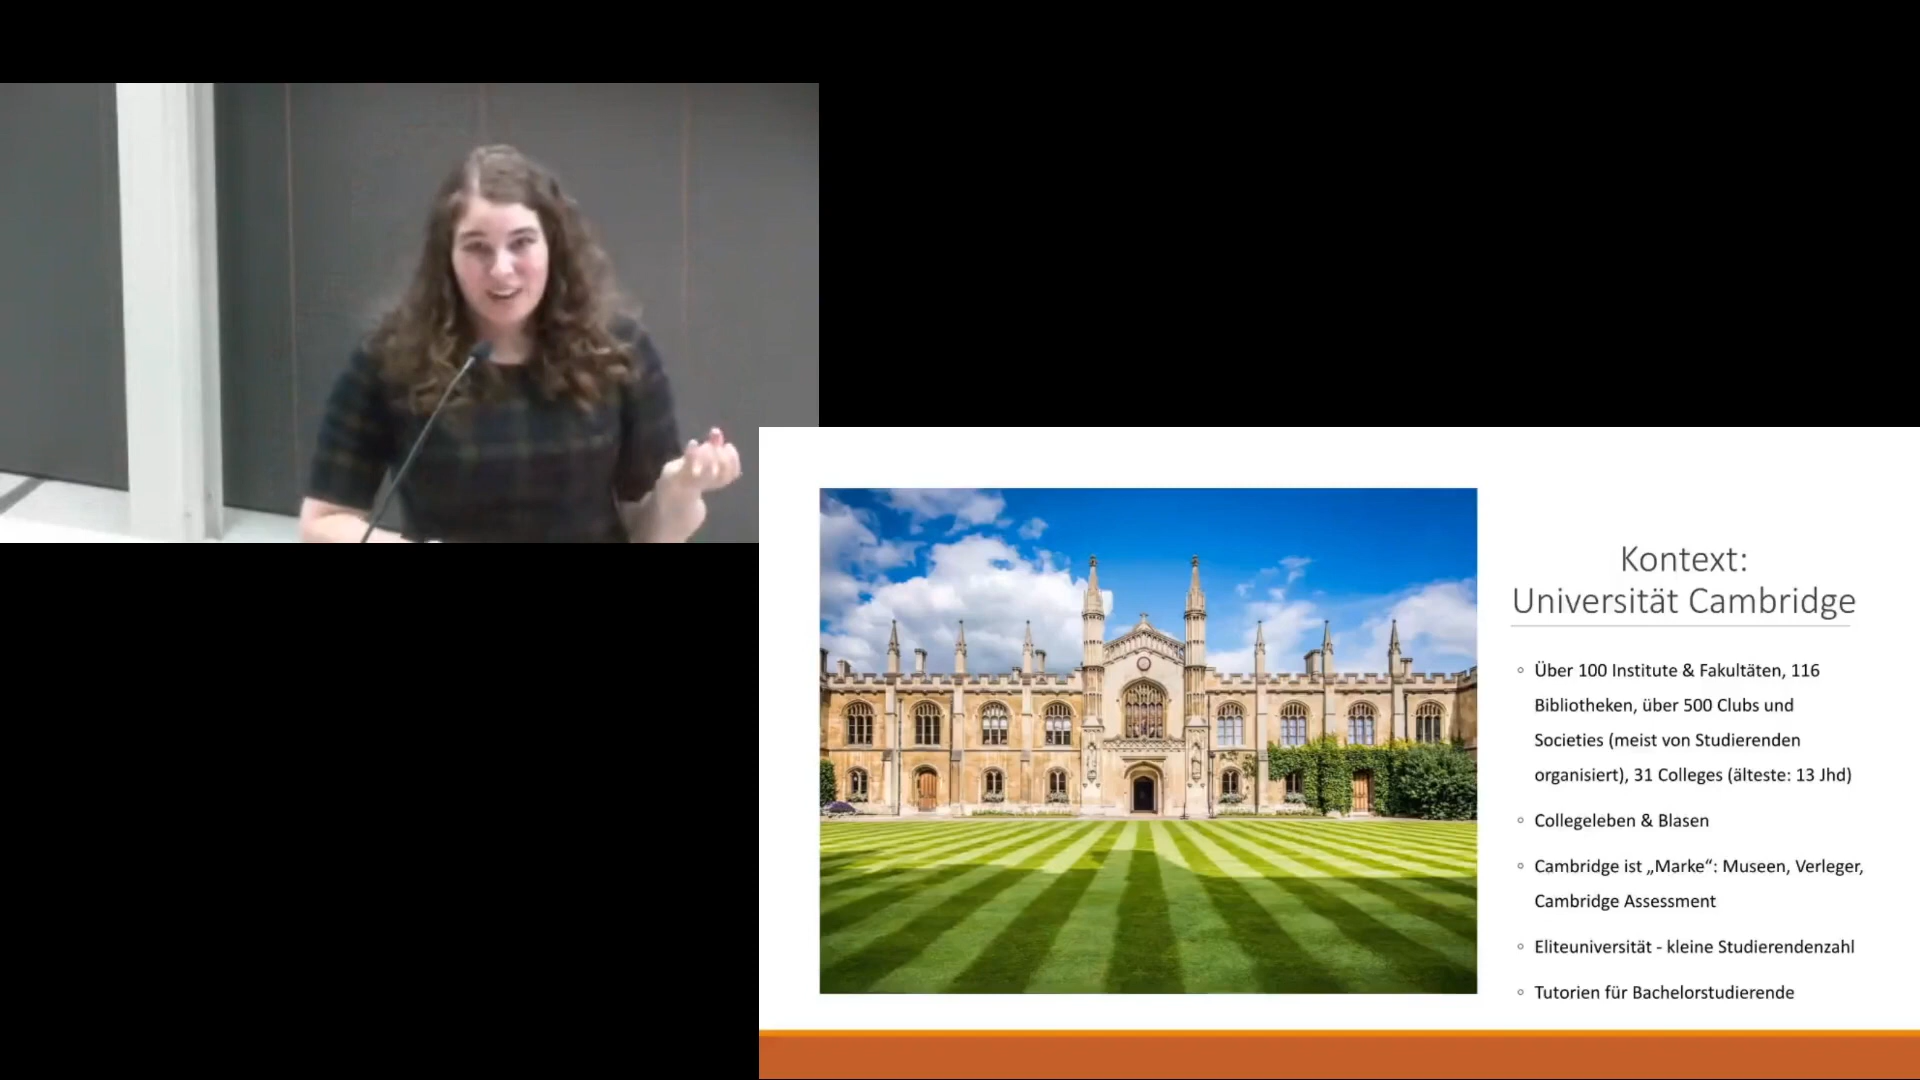 Kontext:
Universität Cambridge
◦ Über 100 Institute & Fakultäten, 116
Bibliotheken, über 500 Clubs und
Societies (meist von Studierenden
organisiert), 31 Colleges (älteste: 13 Jhd)
◦ Collegeleben & Blasen
◦ Cambridge ist „Marke“: Museen, Verleger,
Cambridge Assessment
◦ Eliteuniversität - kleine Studierendenzahl
◦ Tutorien für Bachelorstudierende